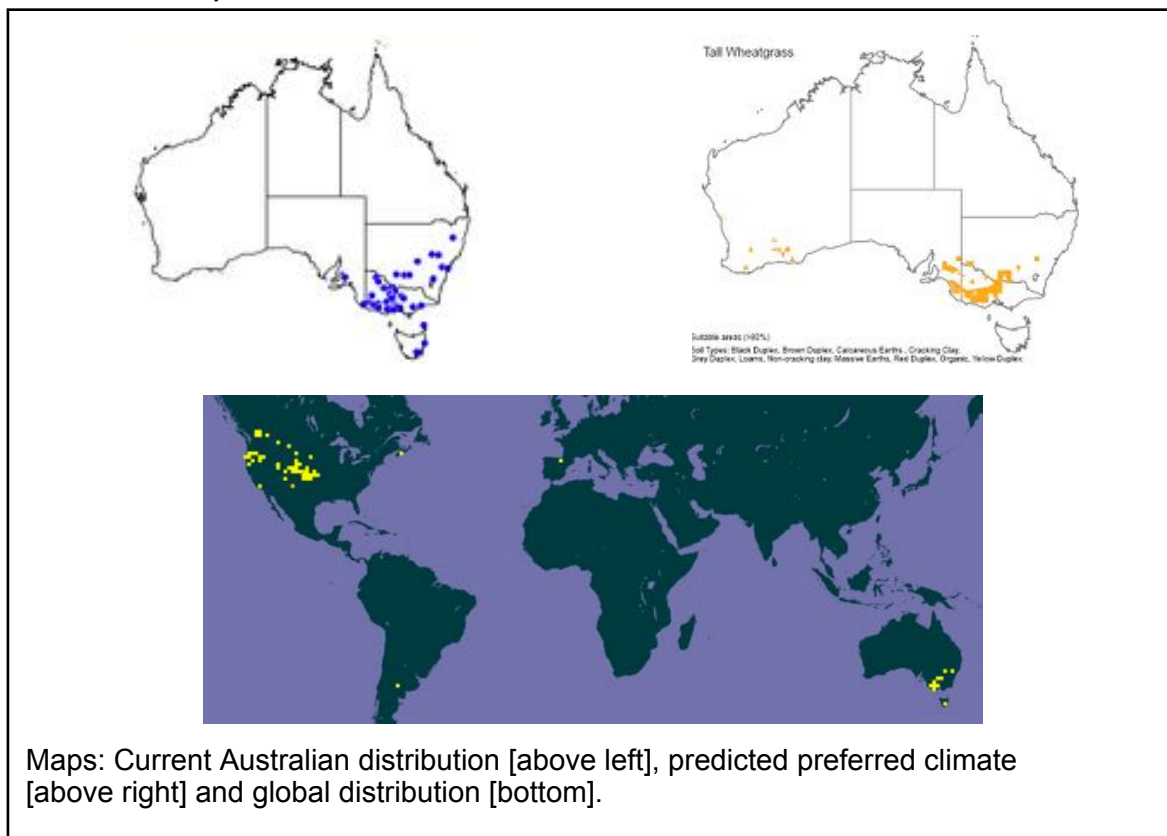 Tall Wheatgrass
Suitable areas (>80%)
Soil Types: Black Duplex, Brown Duplex, Calcareous Earths , Cracking Clay,
Grey Duplex, Loams, Non-cracking clay, Massive Earths, Red Duplex, Organic, Yellow Duplex
Maps: Current Australian distribution [above left], predicted preferred climate
[above right] and global distribution [bottom].